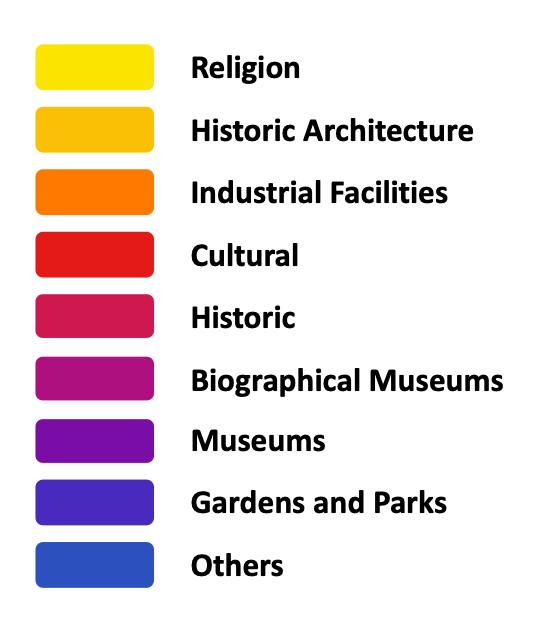 Religion
Historic Architecture
Industrial Facilities
Cultural
Historic
Biographical Museums
Museums
Gardens and Parks
Others